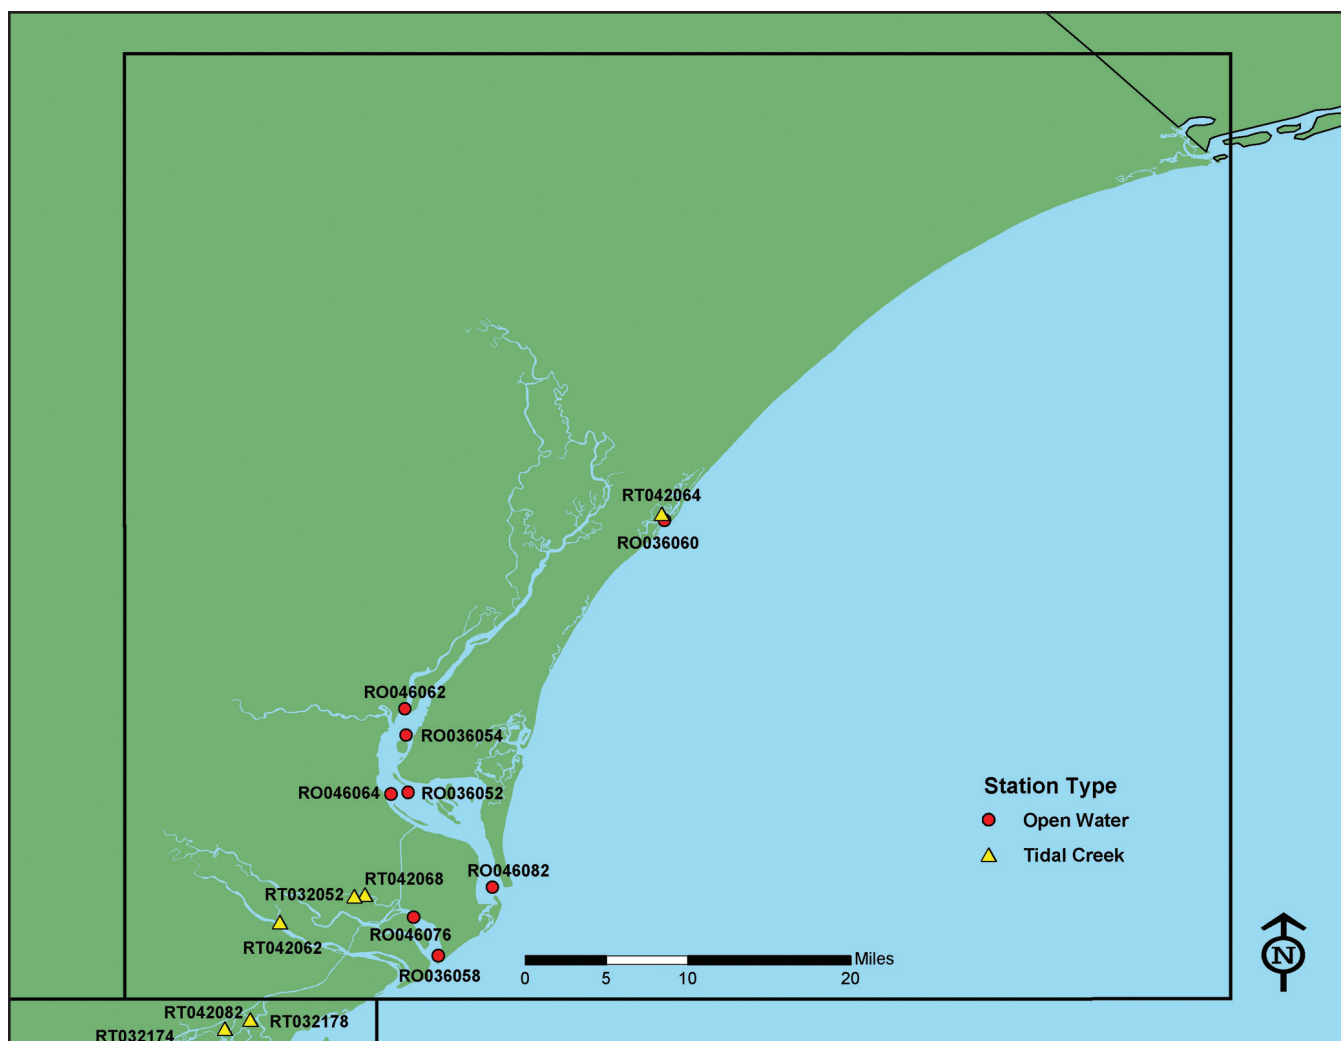 RT042064
RO036060
RO046062
RO036054
RO046064
RO036052
Station Type
Open Water
Tidal Creek
RO046082
RT042068
RT032052
RO046076
RT042062
RO036058
Miles
0 5 10 20
N
RT042082
RT032178
RT032174